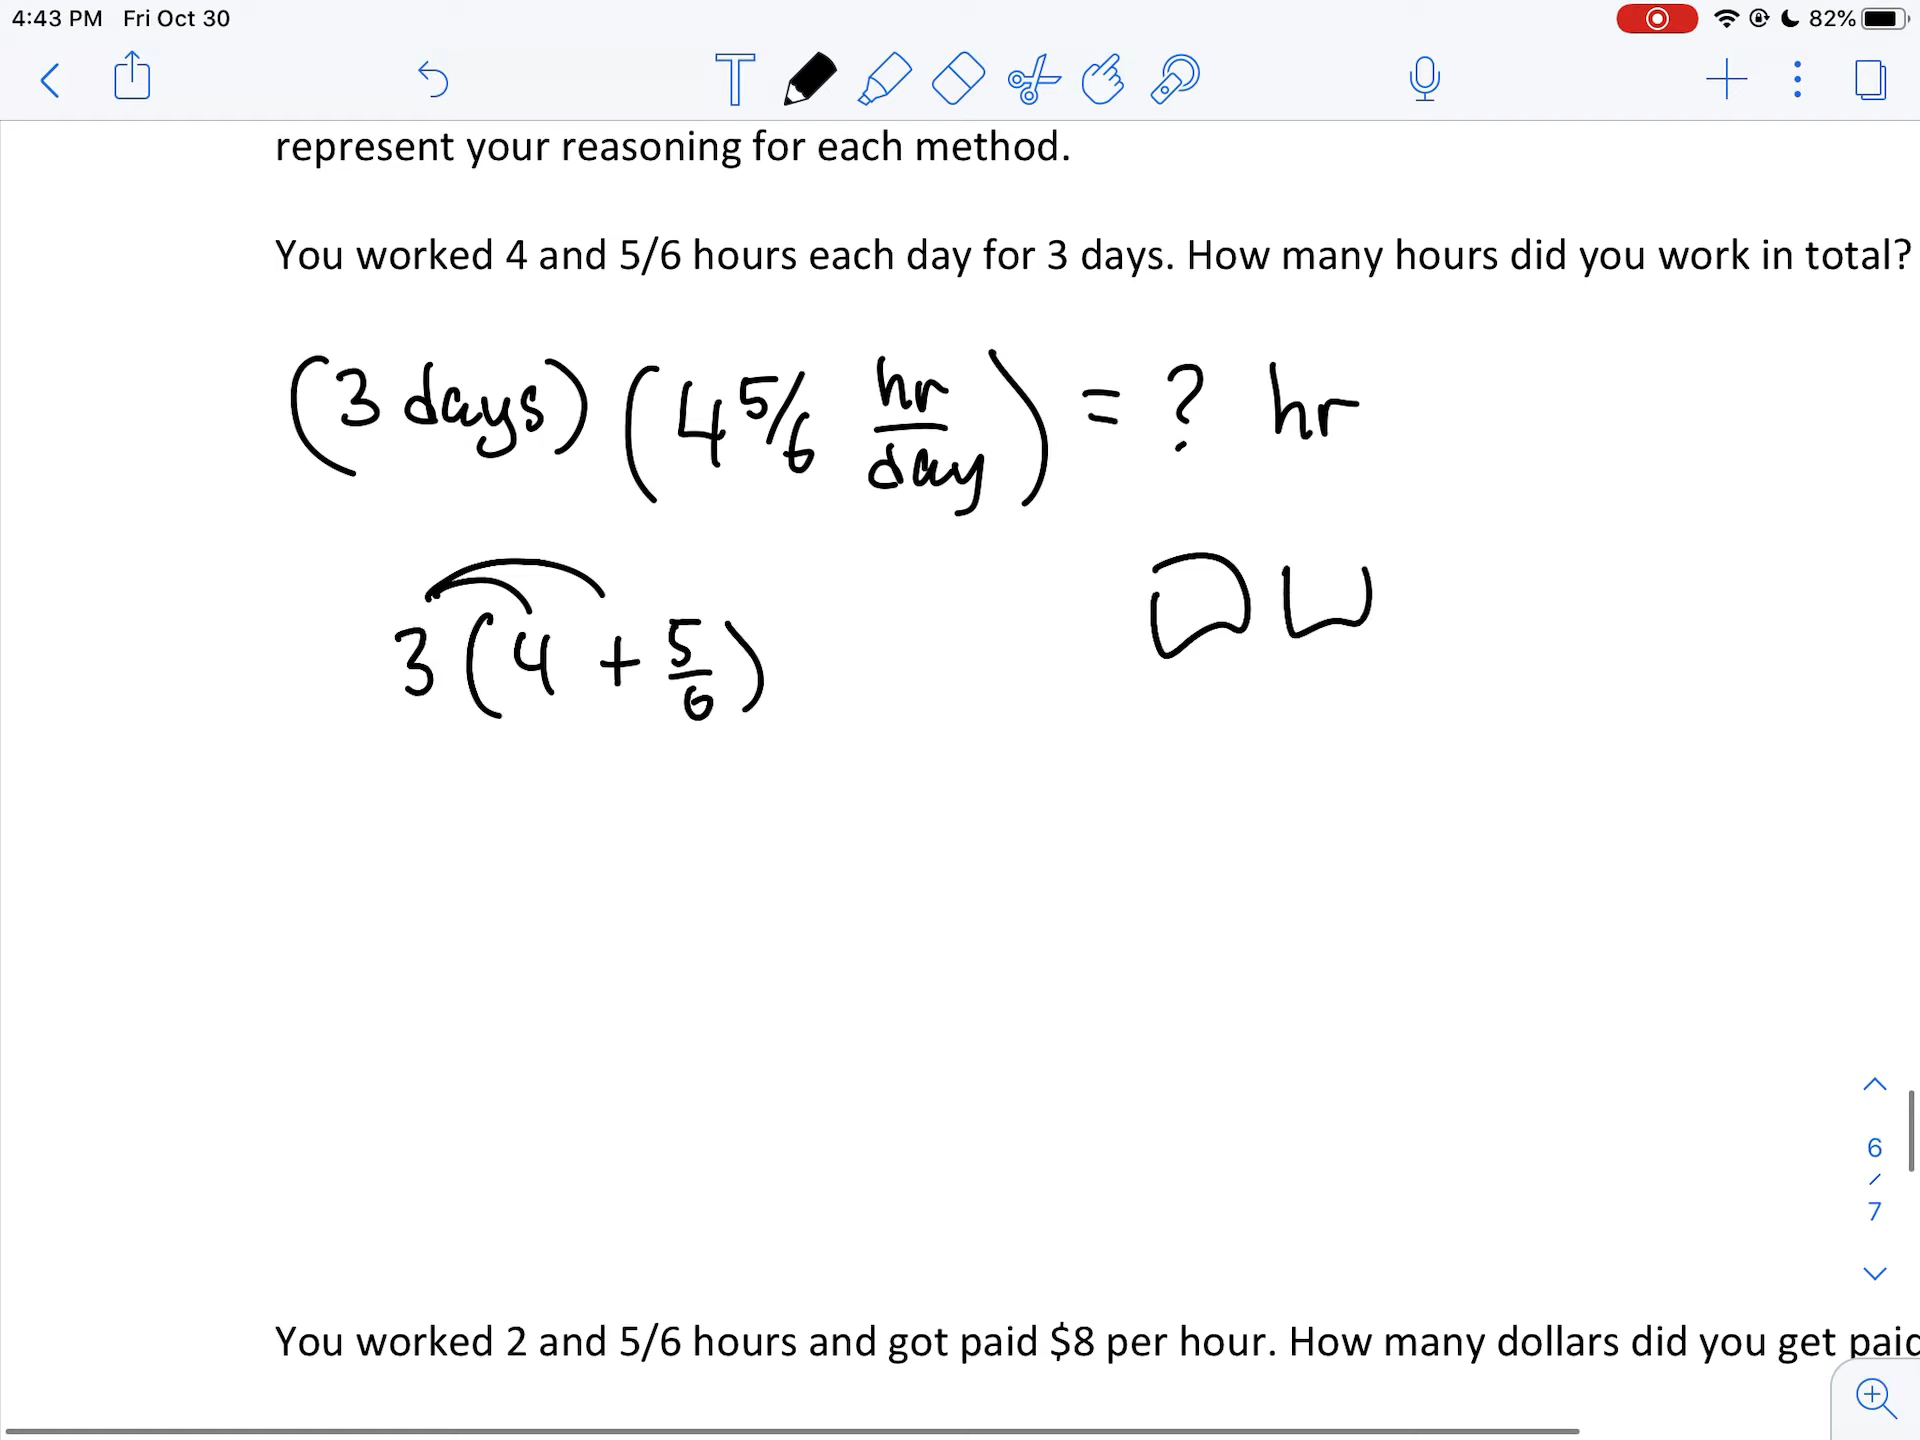 4:43 PM Fri Oct 30 82%
represent your reasoning for each method.
You worked 4 and 5/6 hours each day for 3 days. How many hours did you work in total?
(3 days) (4 5/6 hr/day) = ? hr
3(4 + 5/6)
You worked 2 and 5/6 hours and got paid $8 per hour. How many dollars did you get paid
6
/
7